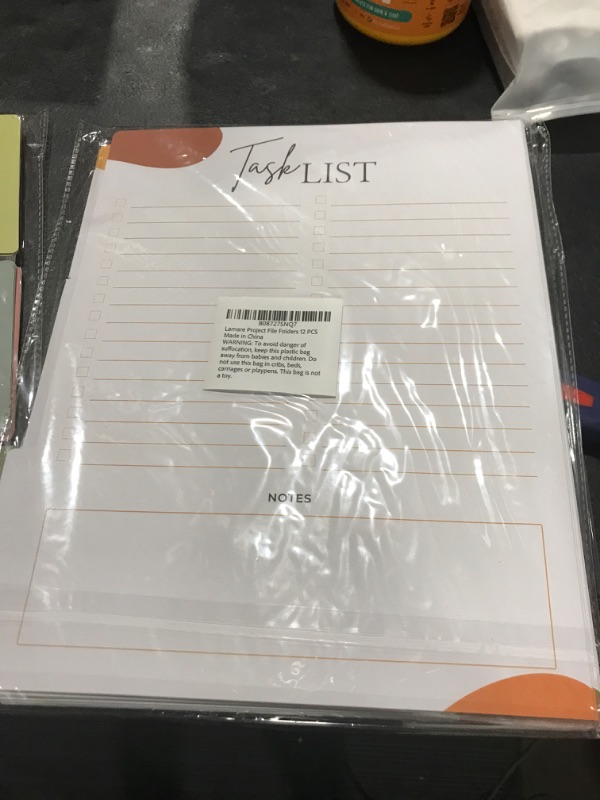 Task LIST
B08727SNQ7
Lamare Project File Folders 12 PCS
Made in China
WARNING: To avoid danger of
suffocation, keep this plastic bag
away from babies and children. Do
not use this bag in cribs, beds,
carriages or playpens. This bag is not
a toy.
NOTES